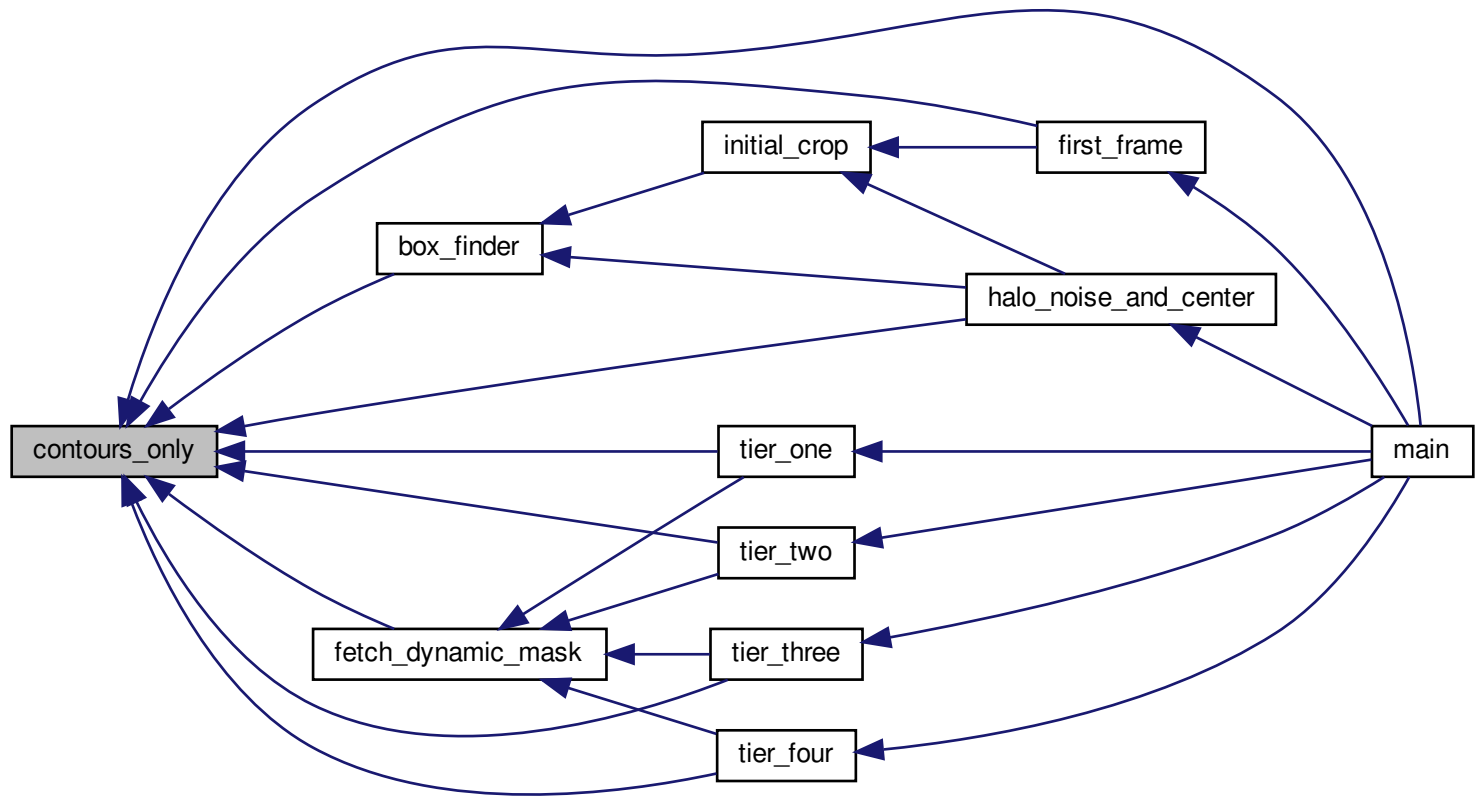 initial_crop
first_frame
box_finder
halo_noise_and_center
contours_only
tier_one
main
tier_two
fetch_dynamic_mask
tier_three
tier_four